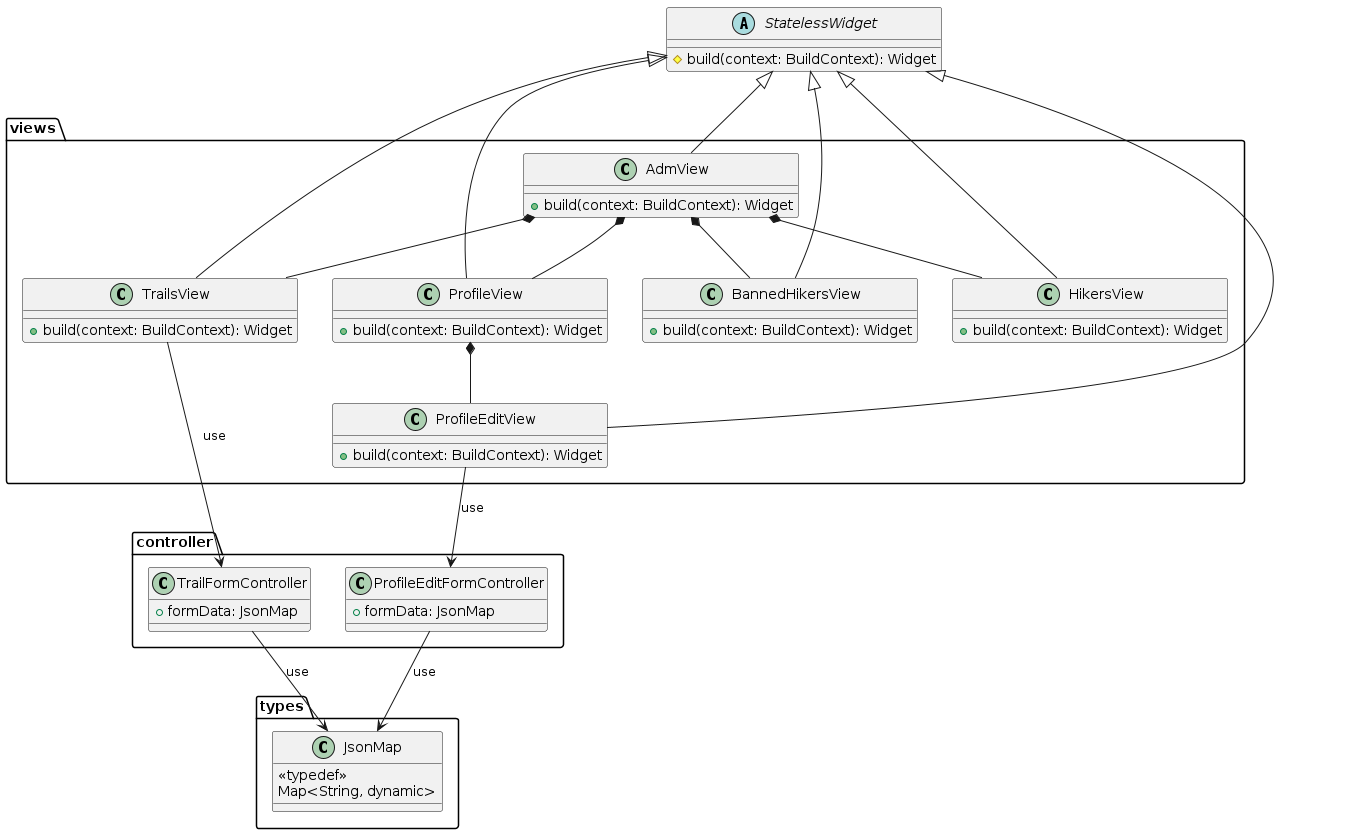 A StatelessWidget
build(context: BuildContext): Widget
views
C AdmView
build(context: BuildContext): Widget
C TrailsView
build(context: BuildContext): Widget
C ProfileView
build(context: BuildContext): Widget
C BannedHikersView
build(context: BuildContext): Widget
C HikersView
build(context: BuildContext): Widget
C ProfileEditView
build(context: BuildContext): Widget
use
use
controller
C TrailFormController
formData: JsonMap
C ProfileEditFormController
formData: JsonMap
use
use
types
C JsonMap
«typedef»
Map<String, dynamic>